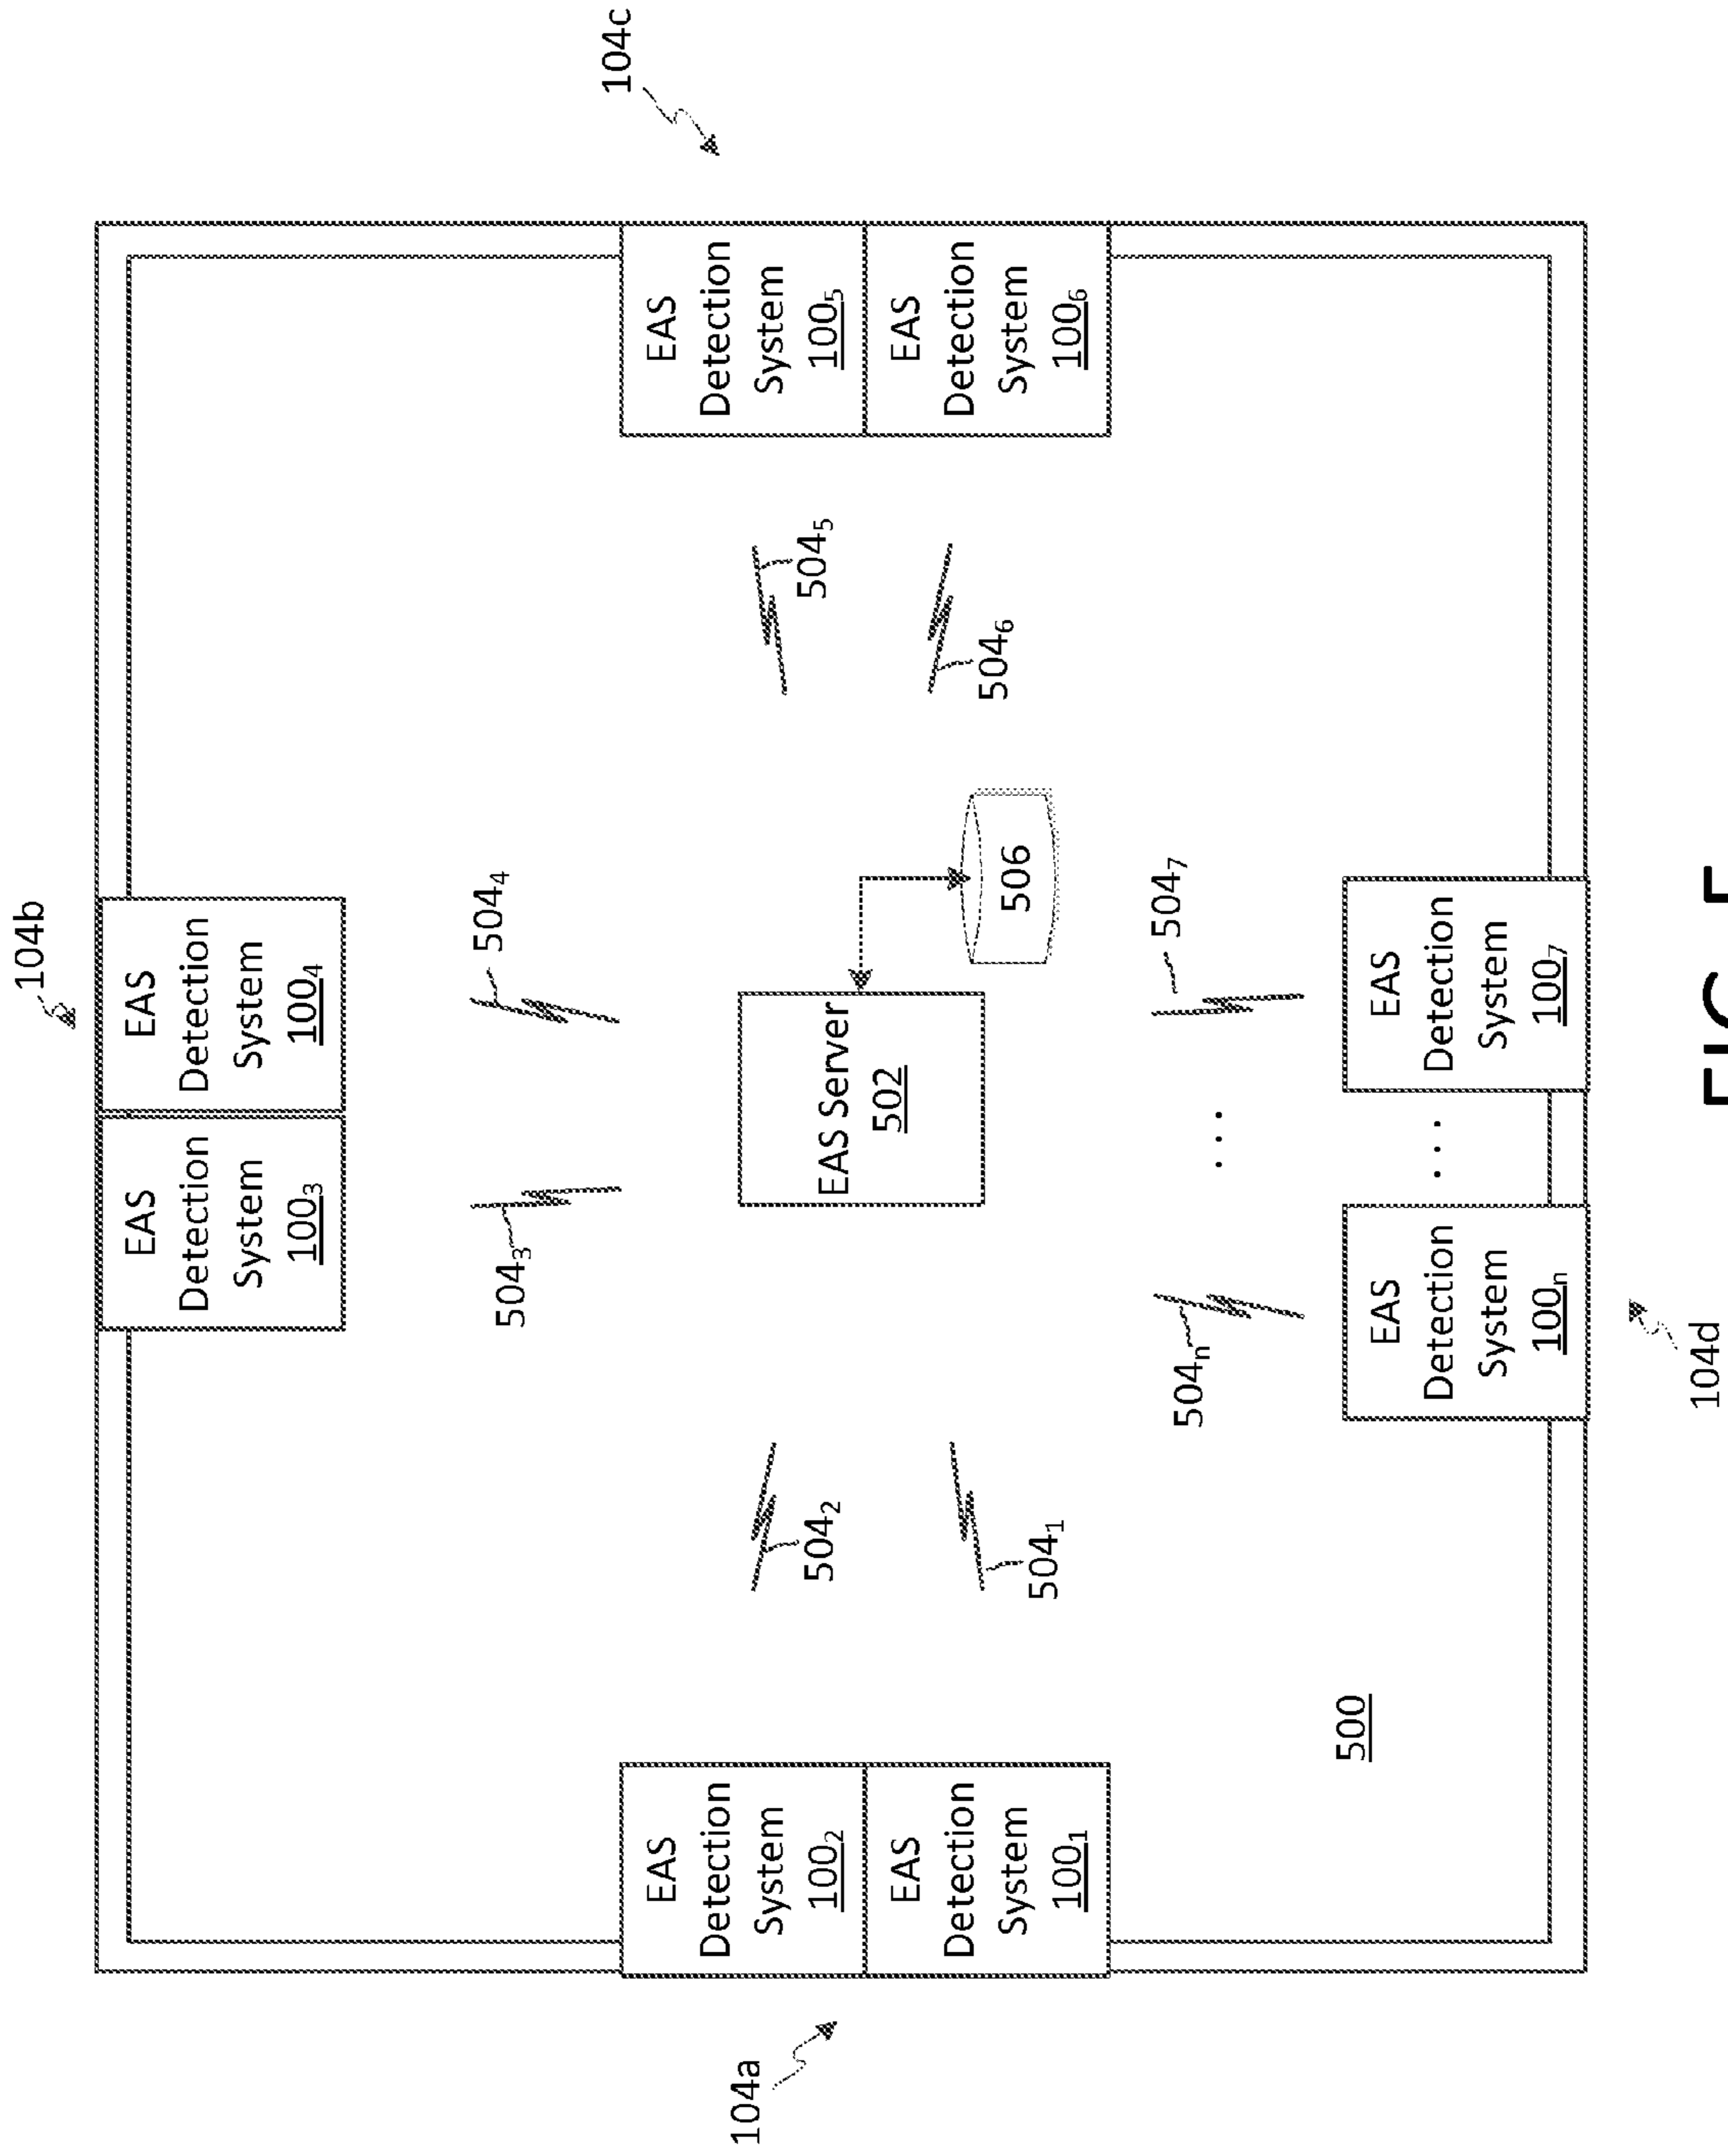 104b
EAS
Detection
System
100₃
EAS
Detection
System
100₄
504₄
504₃
104c
EAS
Detection
System
100₂
EAS
Detection
System
100₅
104a
504₂
504₅
EAS Server
502
EAS
Detection
System
100₁
EAS
Detection
System
100₆
504₆
506
504₁
504₇
504ₙ
. . .
500
EAS
Detection
System
100ₙ
. . .
EAS
Detection
System
100₇
104d